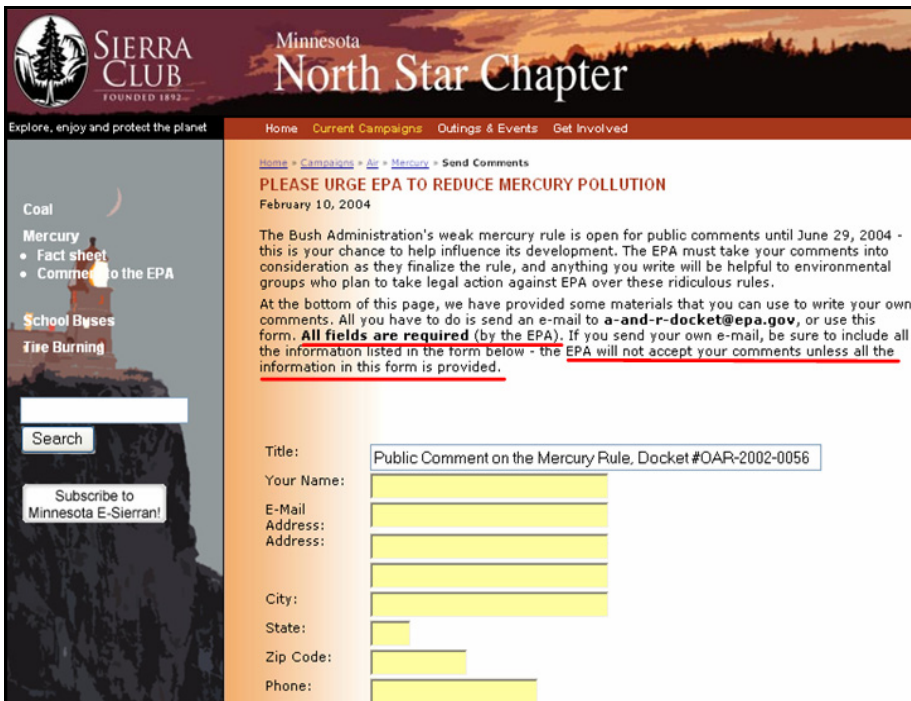 SIERRA
CLUB
FOUNDED 1892
Minnesota
North Star Chapter
Explore, enjoy and protect the planet
Home Current Campaigns Outings & Events Get Involved
Coal
Mercury
• Fact sheet
• Comment to the EPA
School Buses
Tire Burning
Search
Subscribe to
Minnesota E-Sierran!
Home » Campaigns » Air » Mercury » Send Comments
PLEASE URGE EPA TO REDUCE MERCURY POLLUTION
February 10, 2004
The Bush Administration's weak mercury rule is open for public comments until June 29, 2004 -
this is your chance to help influence its development. The EPA must take your comments into
consideration as they finalize the rule, and anything you write will be helpful to environmental
groups who plan to take legal action against EPA over these ridiculous rules.
At the bottom of this page, we have provided some materials that you can use to write your own
comments. All you have to do is send an e-mail to a-and-r-docket@epa.gov, or use this
form. All fields are required (by the EPA). If you send your own e-mail, be sure to include all
the information listed in the form below - the EPA will not accept your comments unless all the
information in this form is provided.
Title: Public Comment on the Mercury Rule, Docket #OAR-2002-0056
Your Name:
E-Mail
Address:
Address:
City:
State:
Zip Code:
Phone: